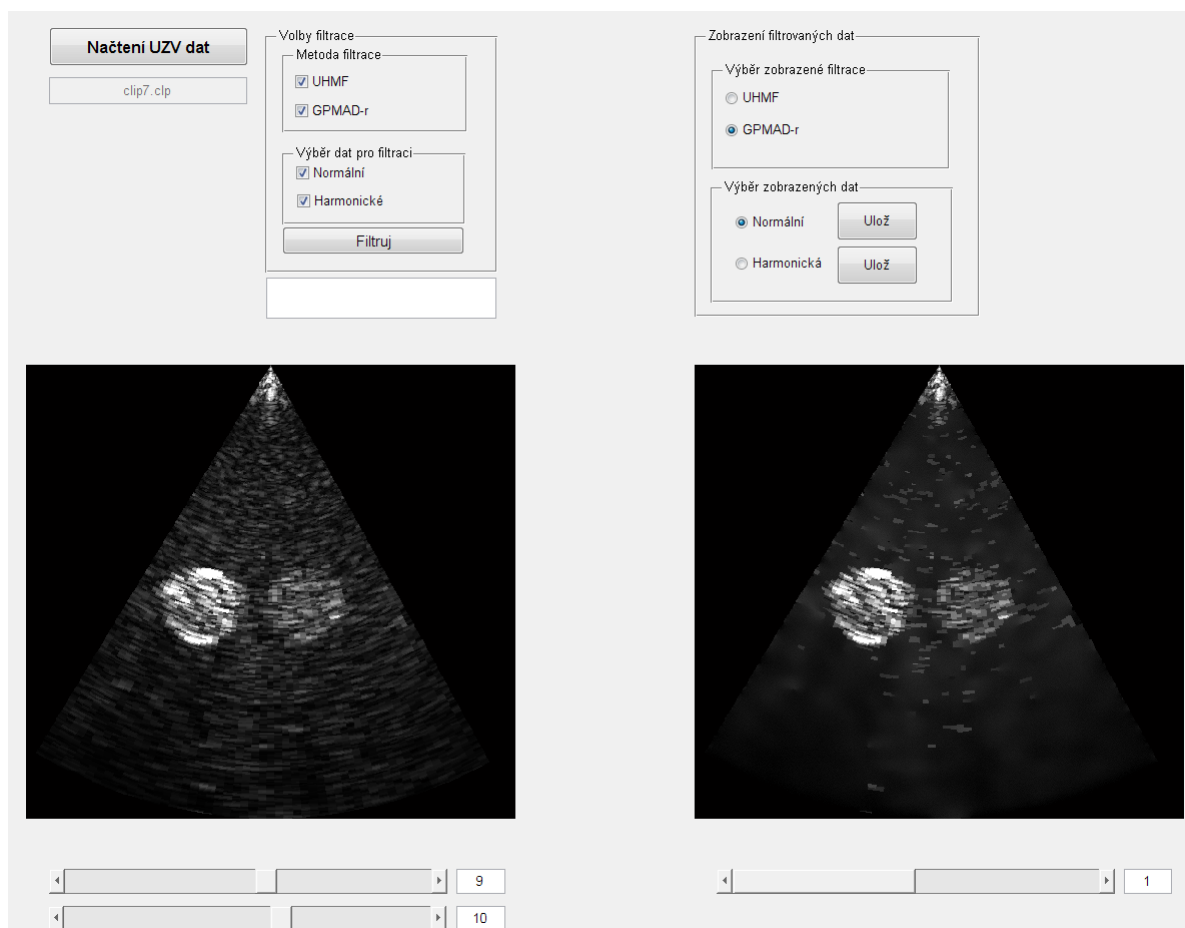 Načtení UZV dat
clip7.clp
Volby filtrace
Metoda filtrace
UHMF
GPMAD-r
Výběr dat pro filtraci
Normální
Harmonické
Filtruj
Zobrazení filtrovaných dat
Výběr zobrazené filtrace
UHMF
GPMAD-r
Výběr zobrazených dat
Normální
Ulož
Harmonická
Ulož
9
10
1